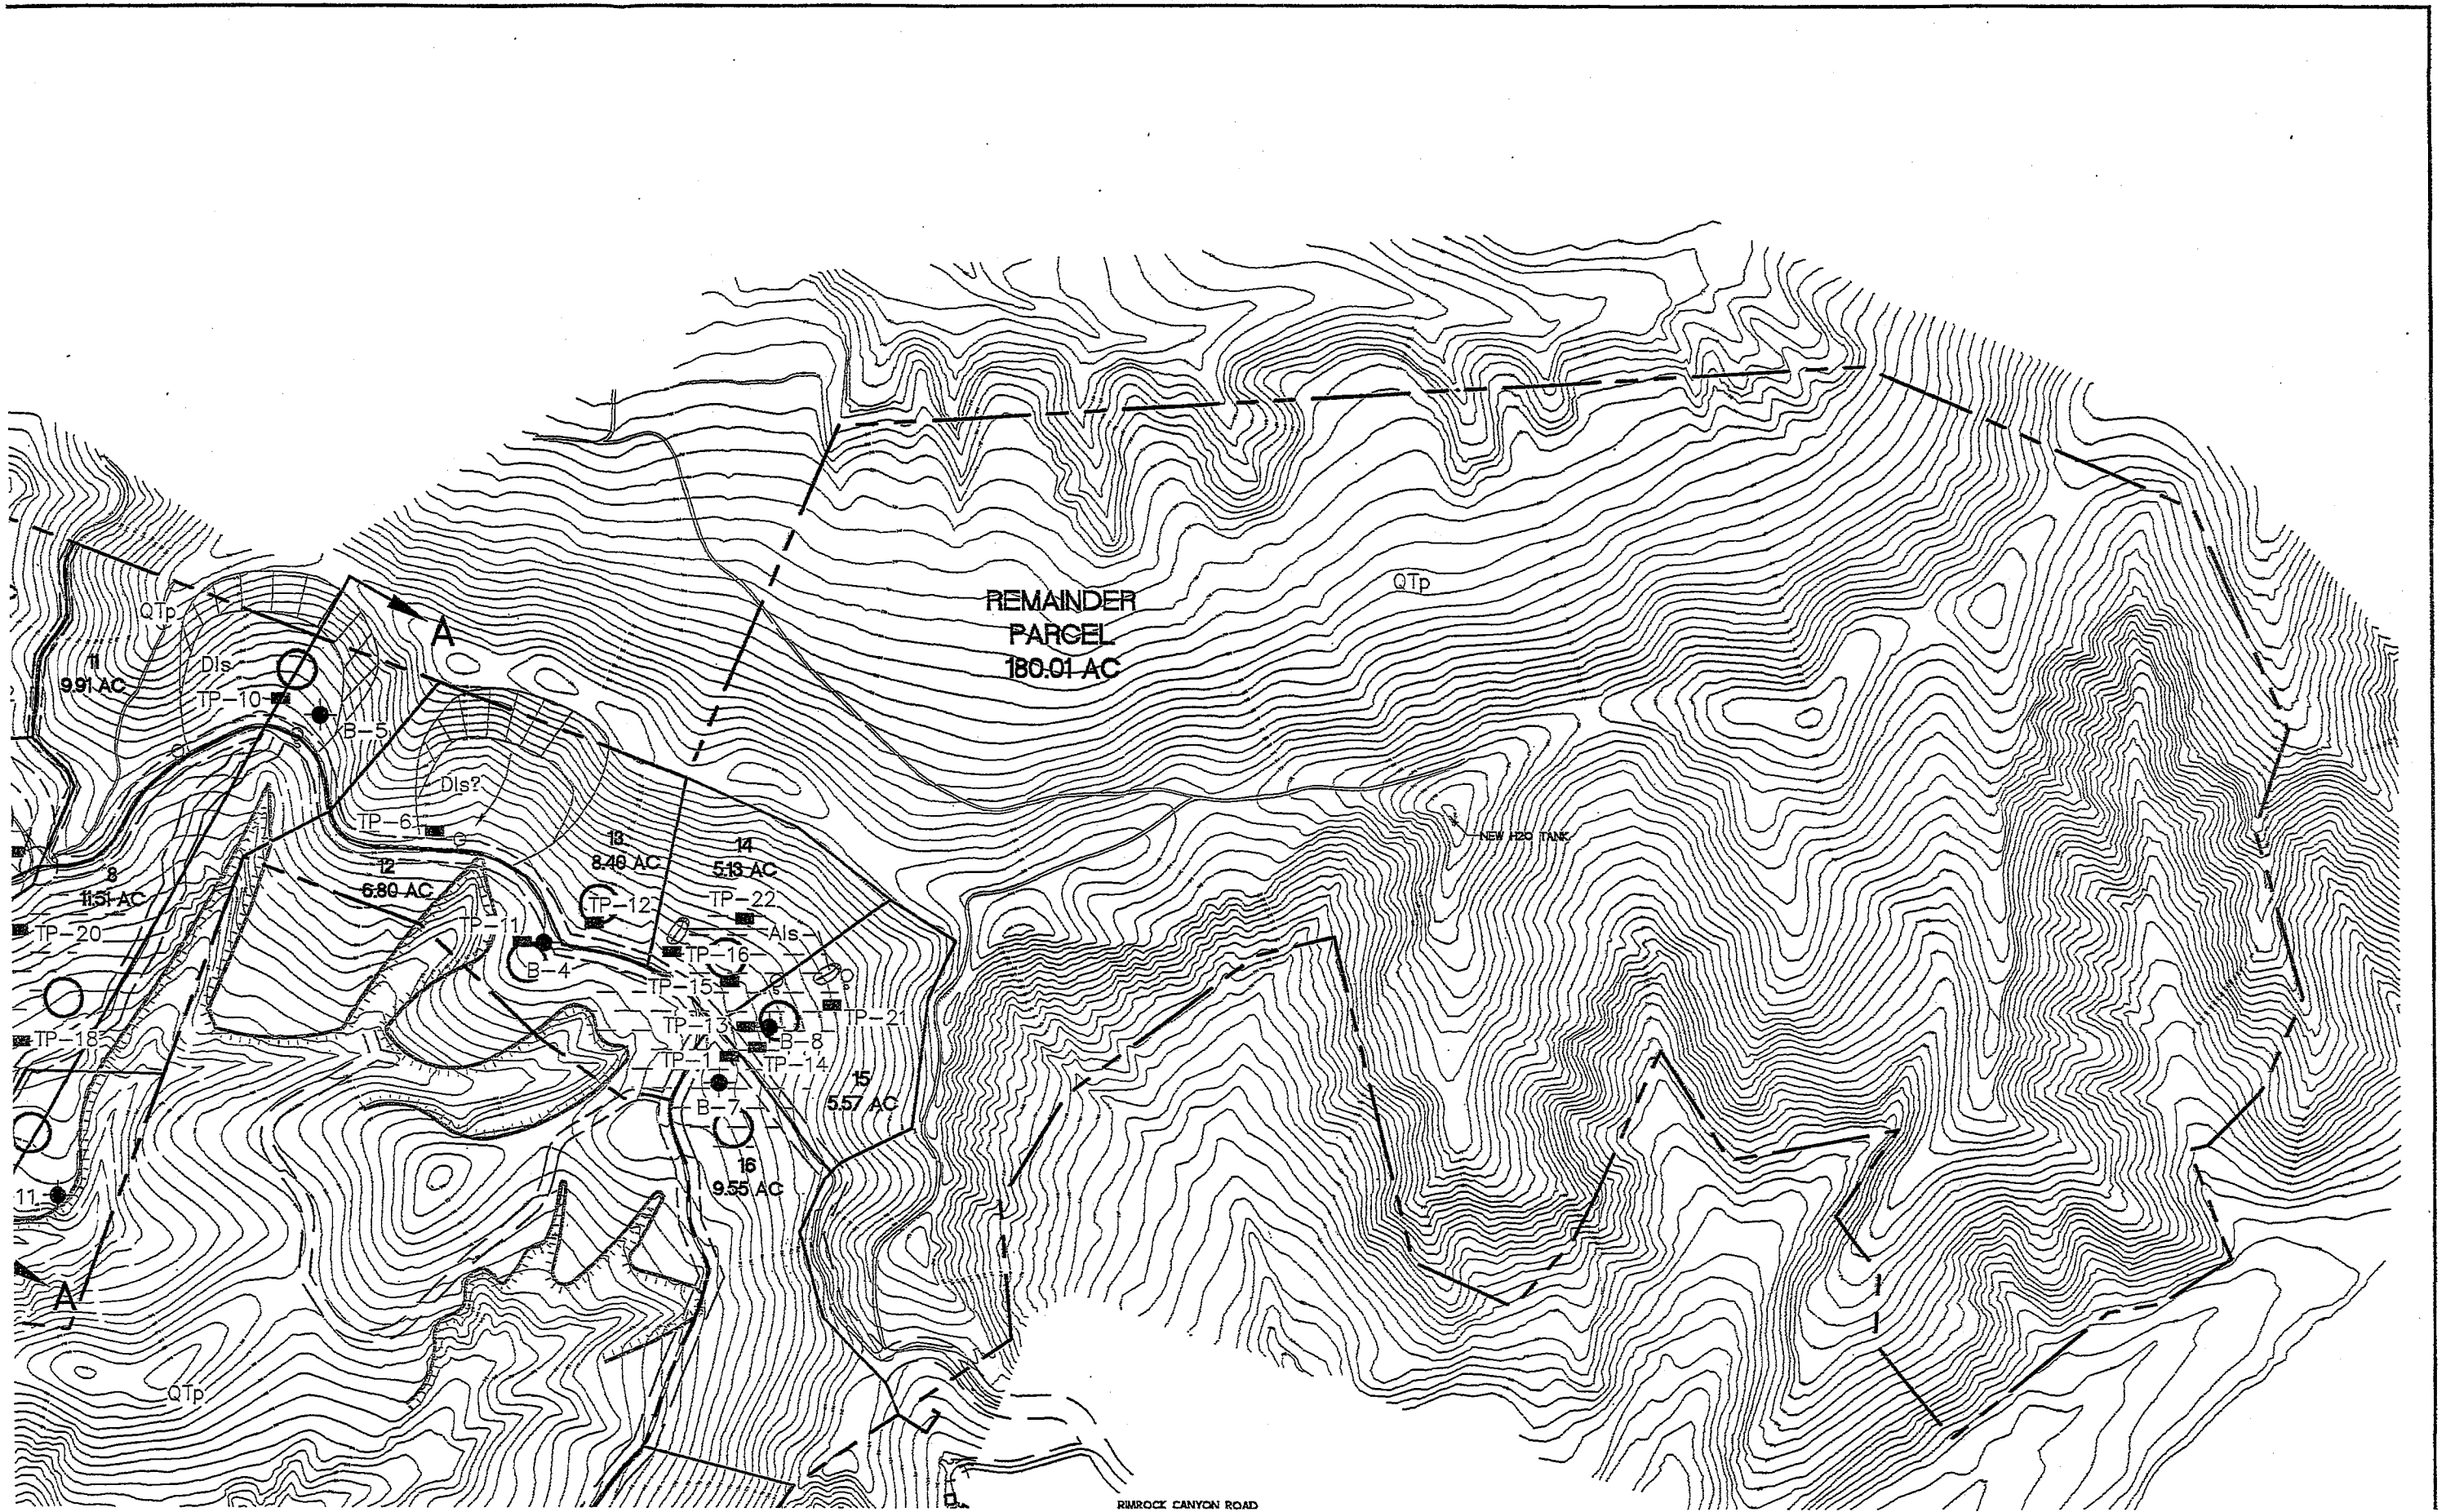 REMAINDER
PARCEL
180.01 AC
QTp
QTp
A
11
9.91 AC
Dls
TP-10
B-5
Dls?
TP-6
13
8.40 AC
14
5.13 AC
NEW H2O TANK
8
11.51 AC
12
6.80 AC
TP-12
TP-22
TP-11
TP-20
Als
TP-16
B-4
TP-15
TP-21
TP-13
B-8
TP-18
TP-1
TP-14
15
5.57 AC
B-7
16
9.55 AC
11
A
QTp
RIMROCK CANYON ROAD